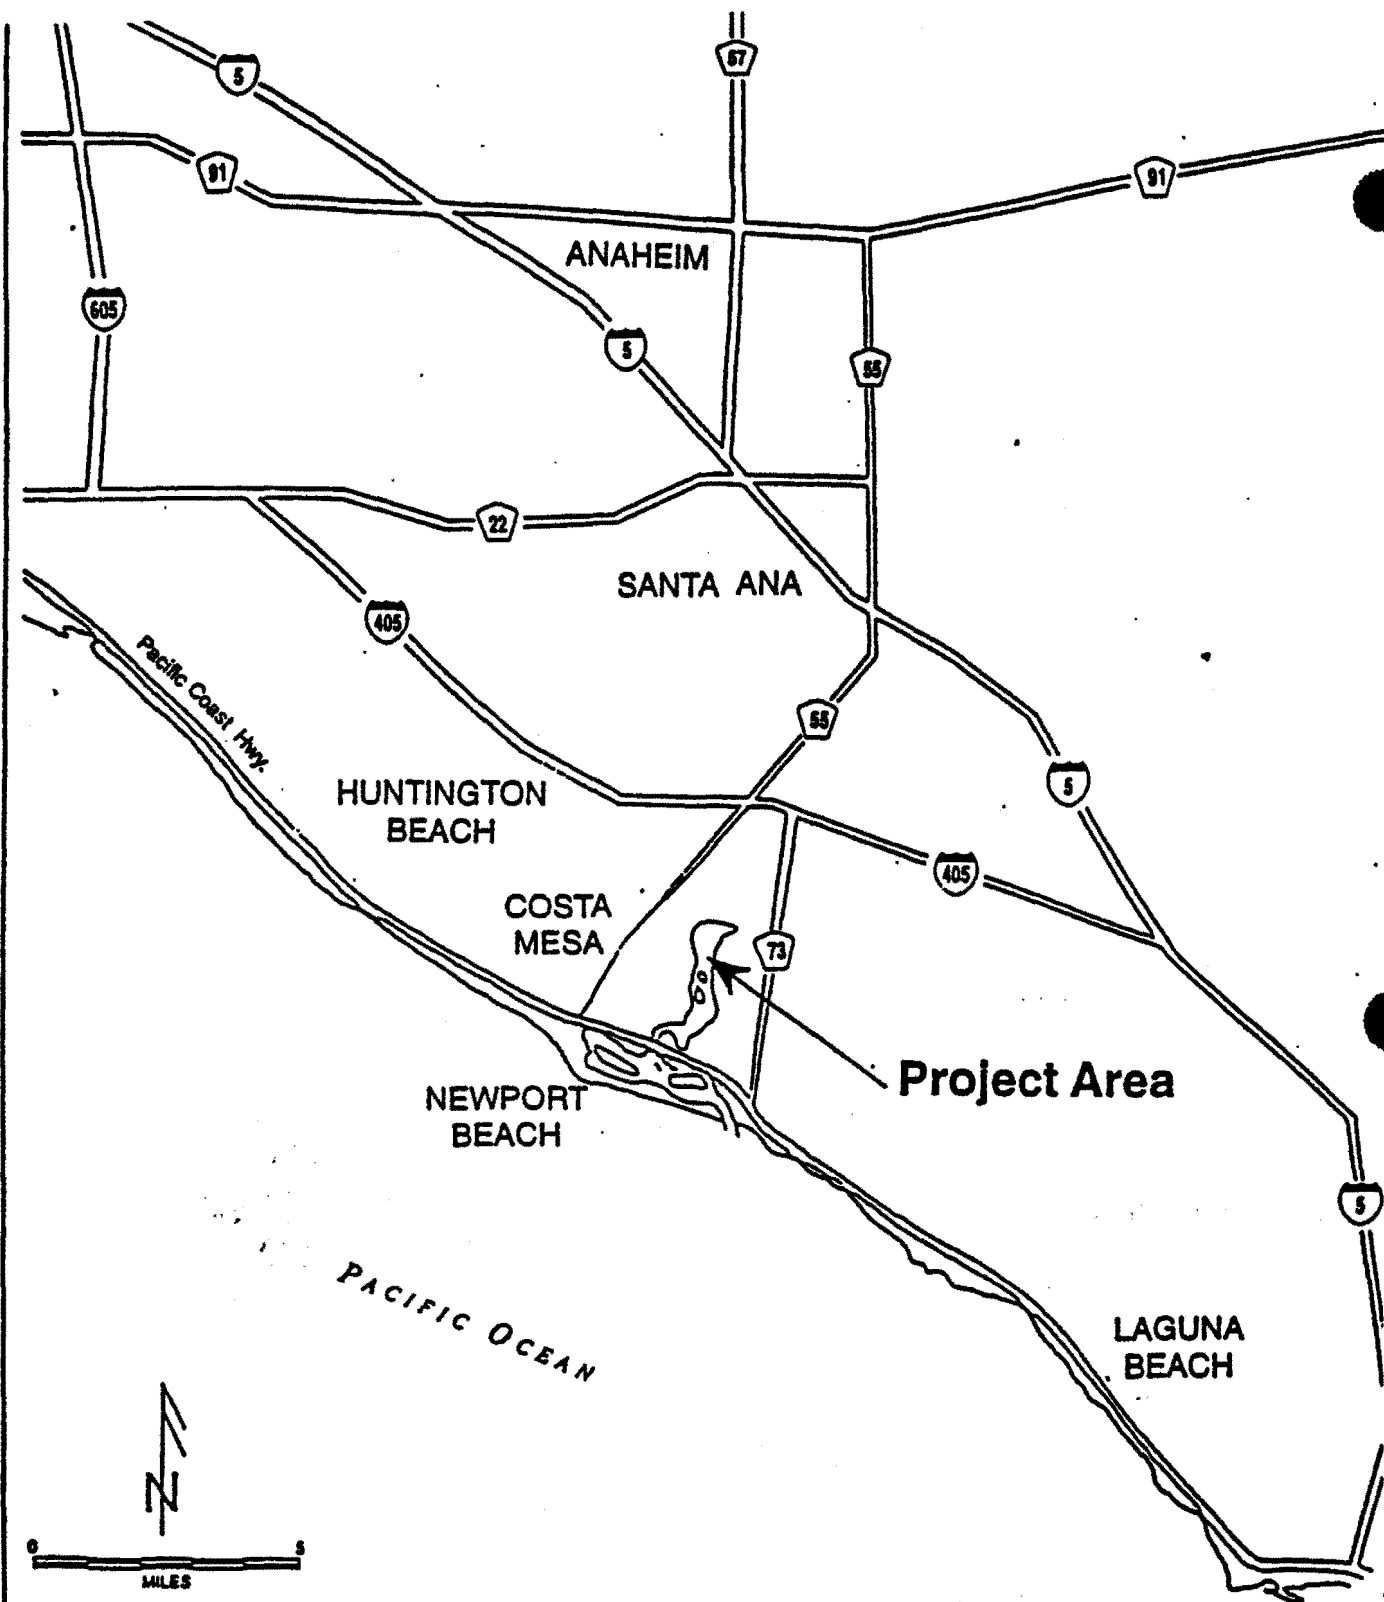 5
57
91
91
ANAHEIM
605
5
55
22
SANTA ANA
405
Pacific Coast Hwy.
55
5
HUNTINGTON
BEACH
405
COSTA
MESA
73
Project Area
NEWPORT
BEACH
5
PACIFIC OCEAN
LAGUNA
BEACH
N
0 5
MILES